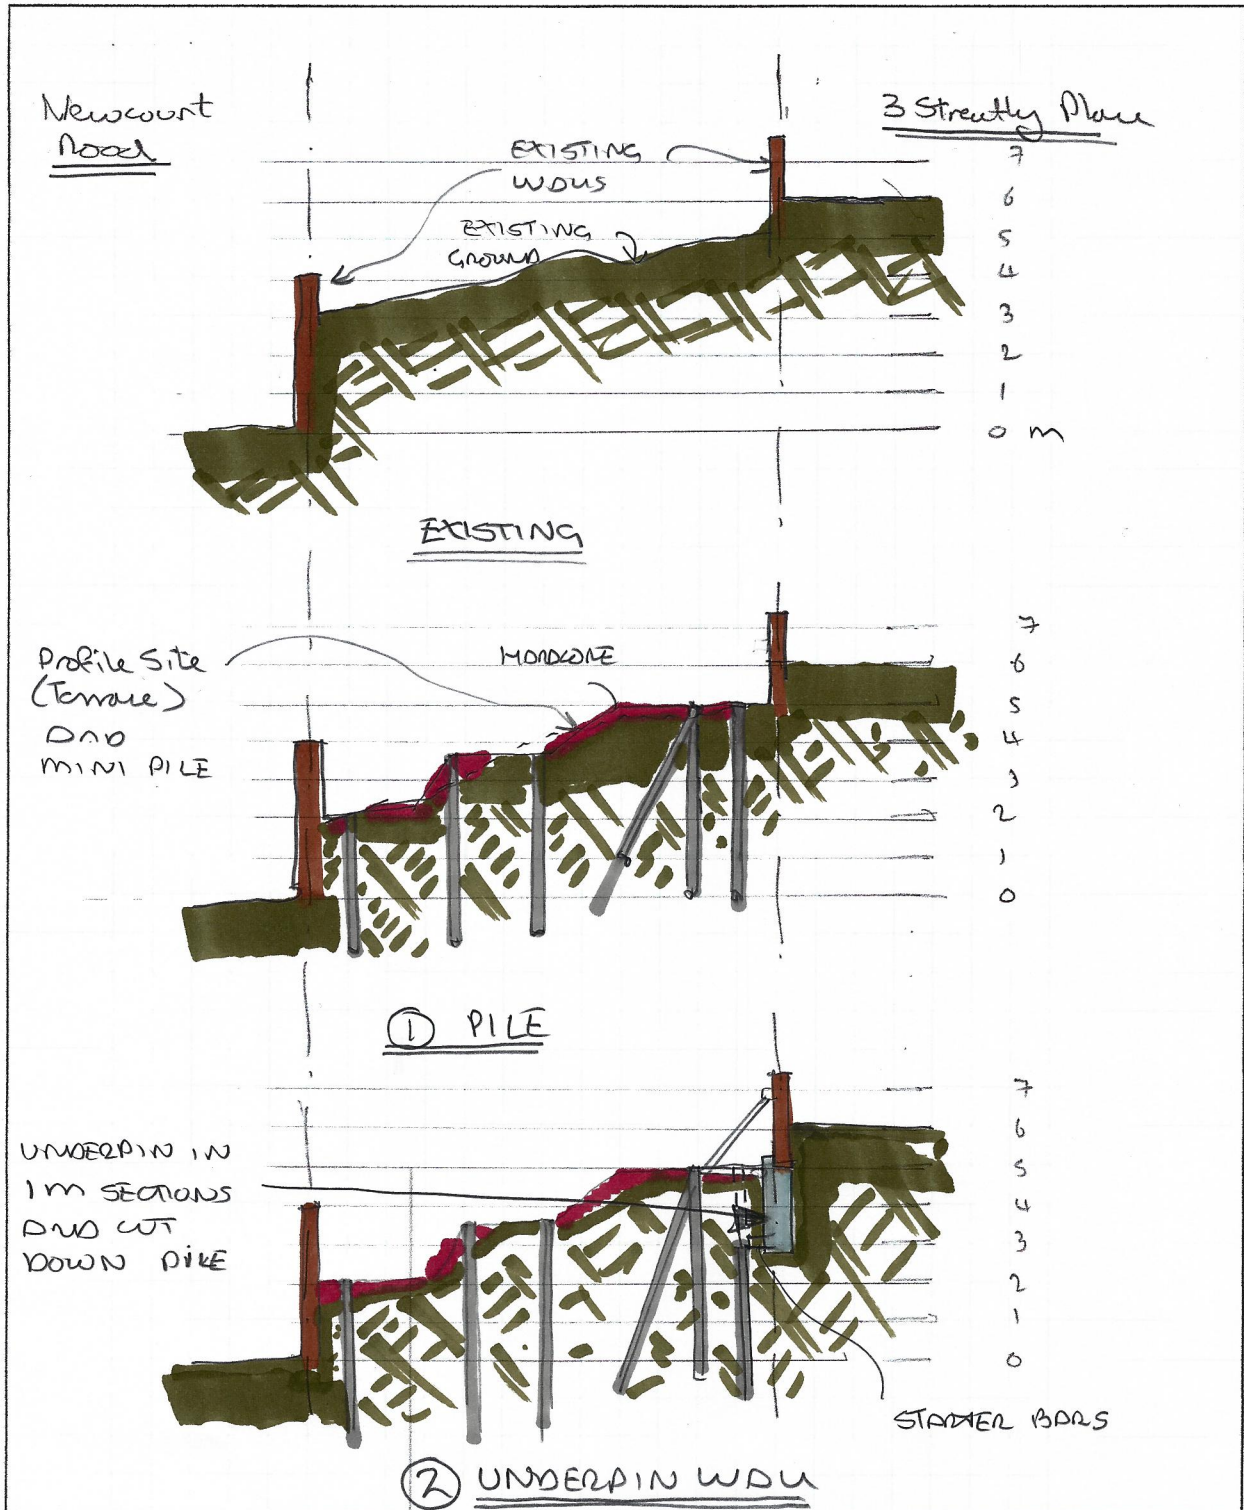 Newcourt
Road
3 Streatly Place
EXISTING
WALLS
EXISTING
GROUND
7
6
5
4
3
2
1
0 m
EXISTING
Profile Site
(Terrace)
AND
MINI PILE
HARDCORE
7
6
5
4
3
2
1
0
① PILE
UNDERPIN IN
1M SECTIONS
AND CUT
DOWN PILE
7
6
5
4
3
2
1
0
STARTER BARS
② UNDERPIN WALL